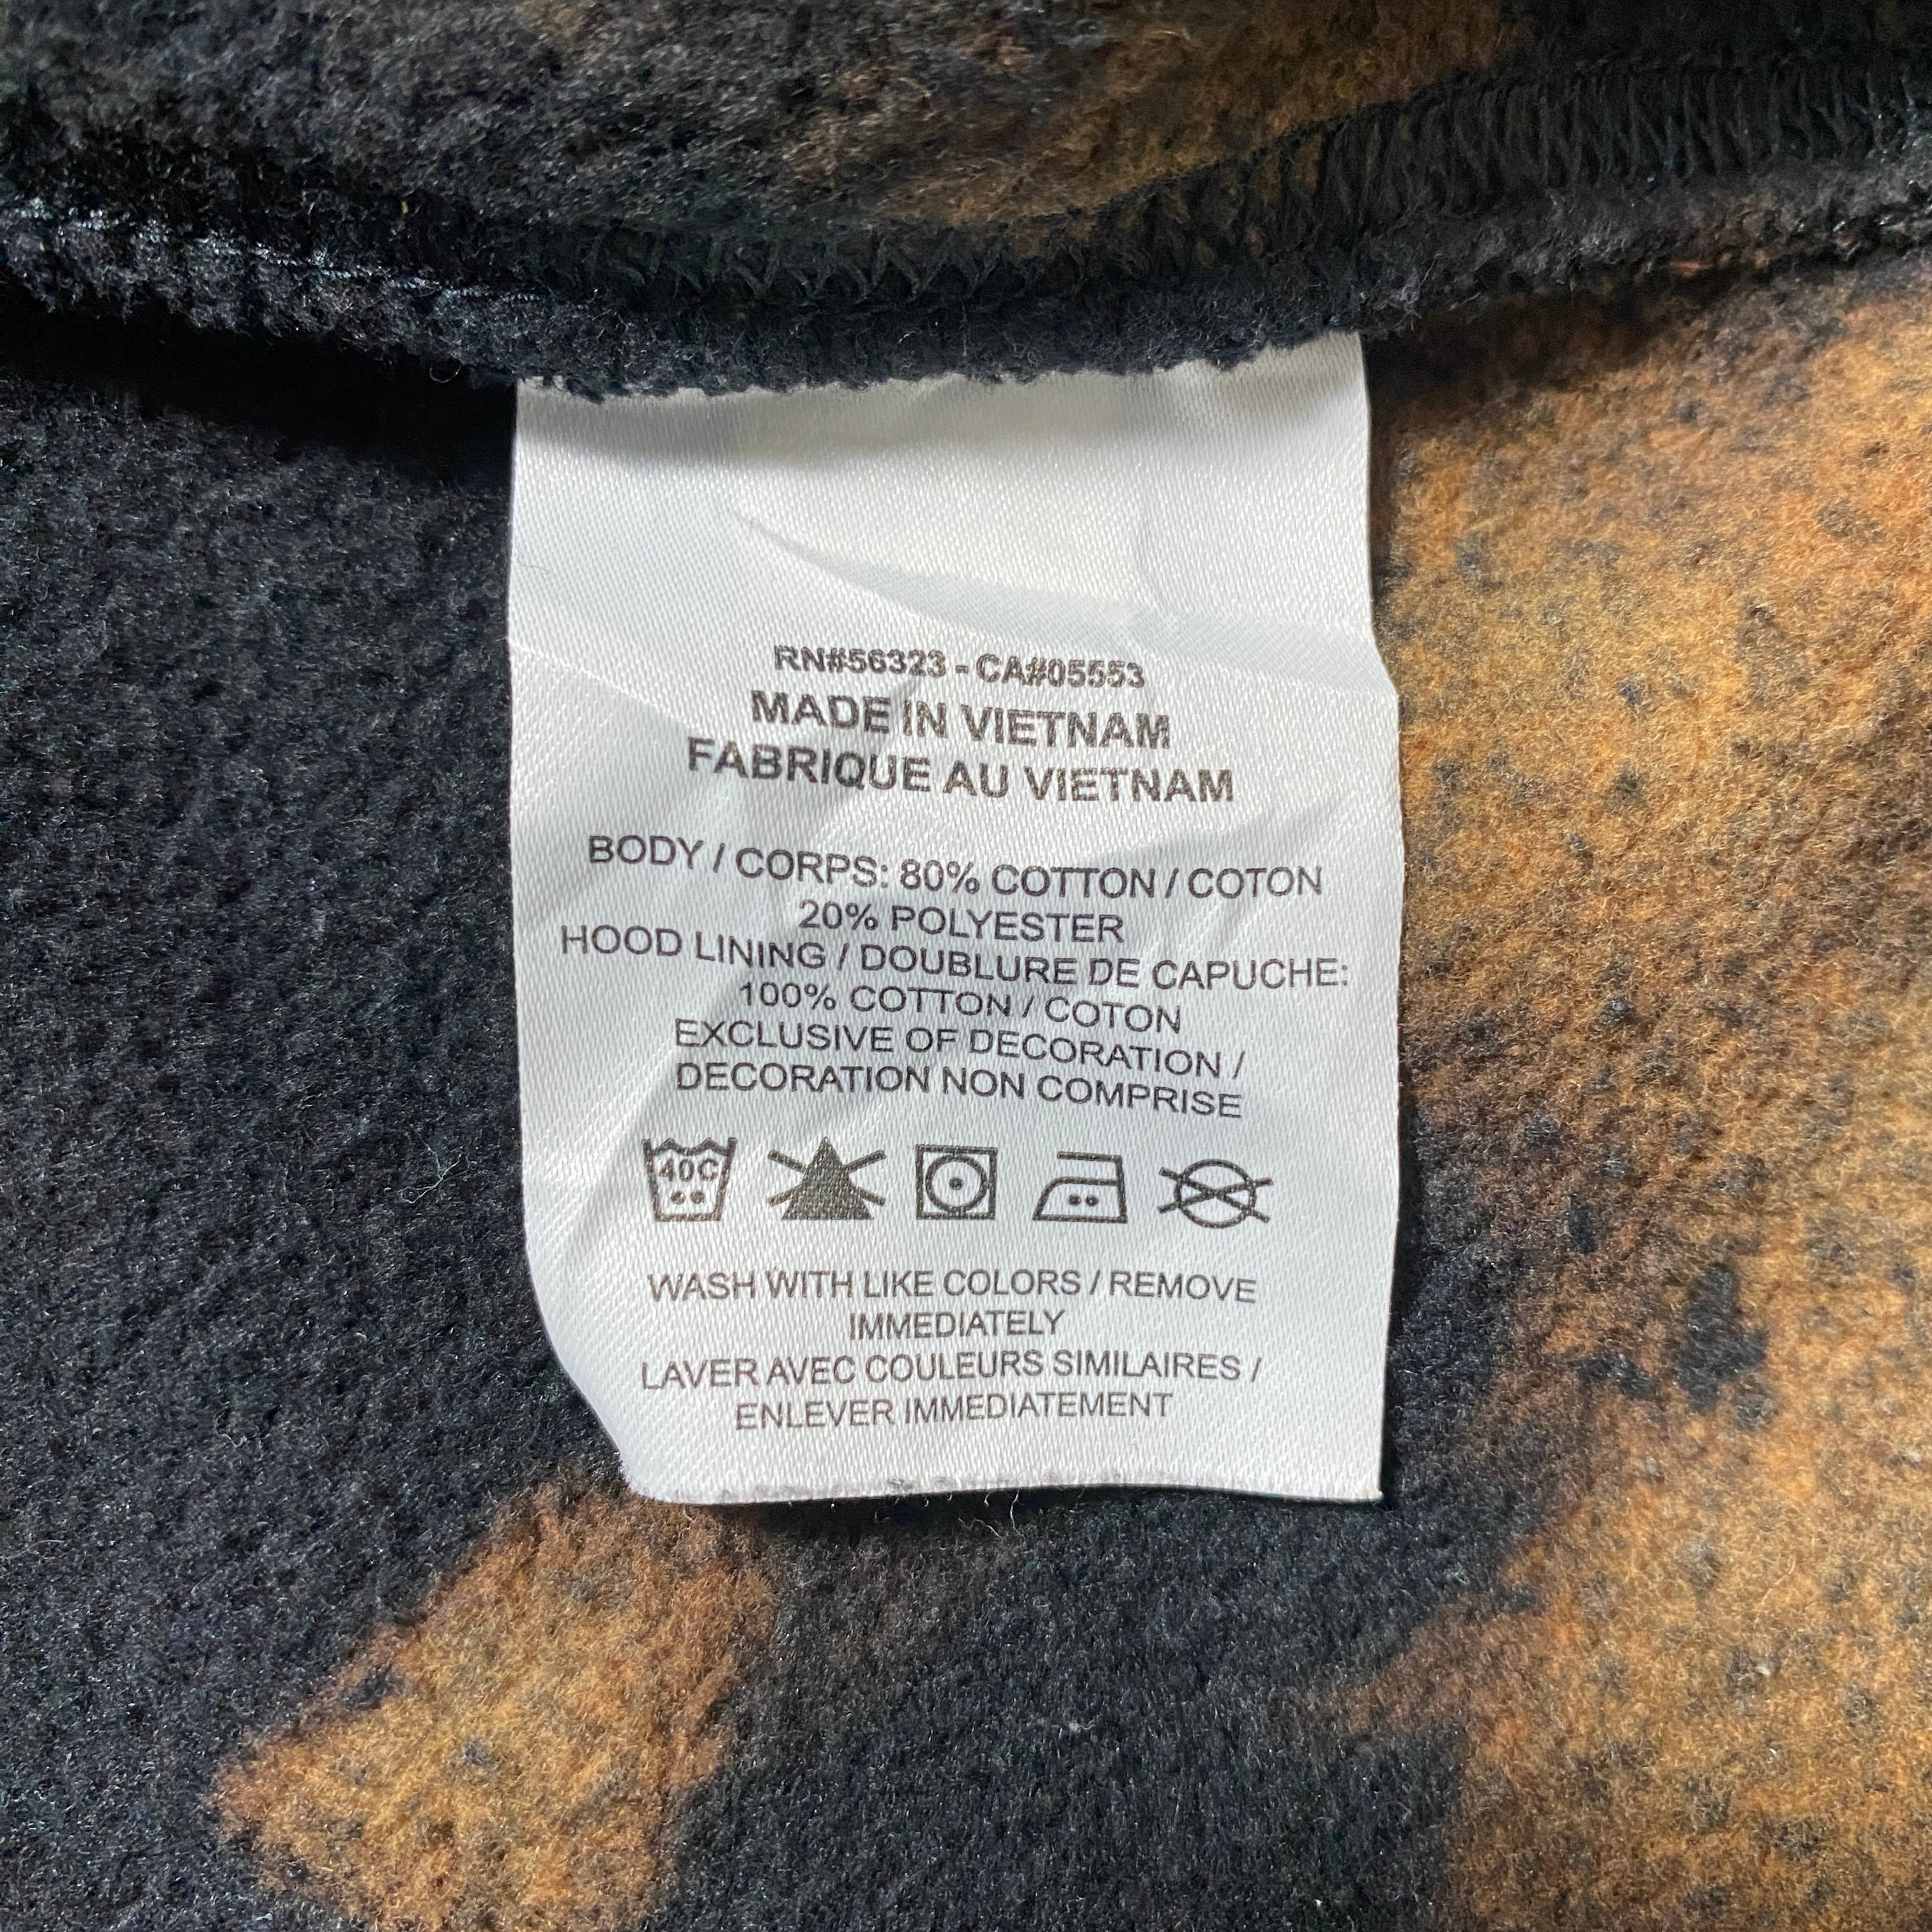 RN#56323 - CA#05553
MADE IN VIETNAM
FABRIQUE AU VIETNAM
BODY / CORPS: 80% COTTON / COTON
20% POLYESTER
HOOD LINING / DOUBLURE DE CAPUCHE:
100% COTTON / COTON
EXCLUSIVE OF DECORATION /
DECORATION NON COMPRISE
40C
WASH WITH LIKE COLORS / REMOVE
IMMEDIATELY
LAVER AVEC COULEURS SIMILAIRES /
ENLEVER IMMEDIATEMENT